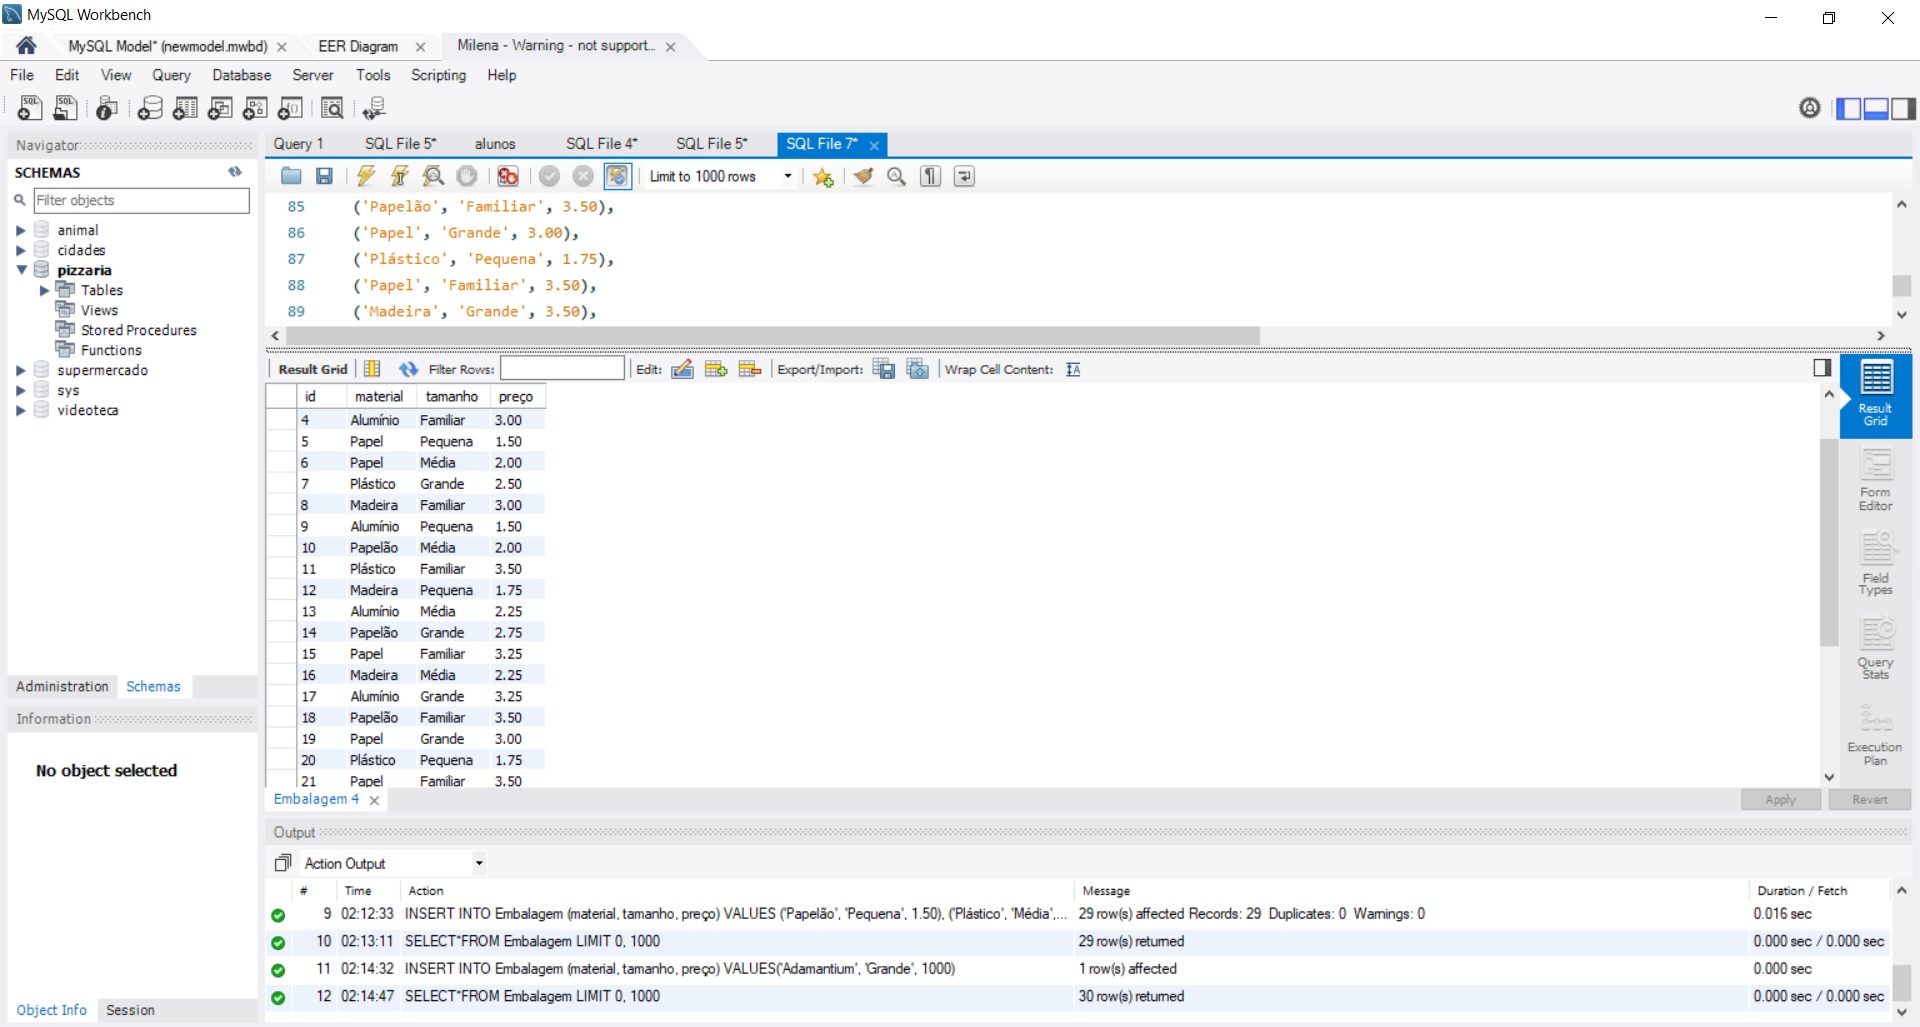 MySQL Workbench
MySQL Model* (newmodel.mwbd) EER Diagram Milena - Warning - not support...
File Edit View Query Database Server Tools Scripting Help
Navigator
SCHEMAS
Filter objects
animal
cidades
pizzaria
Tables
Views
Stored Procedures
Functions
supermercado
sys
videoteca
Administration Schemas
Information
No object selected
Object Info Session
Query 1 SQL File 5* alunos SQL File 4* SQL File 5* SQL File 7*
Limit to 1000 rows
85 ('Papelão', 'Familiar', 3.50),
86 ('Papel', 'Grande', 3.00),
87 ('Plástico', 'Pequena', 1.75),
88 ('Papel', 'Familiar', 3.50),
89 ('Madeira', 'Grande', 3.50),
Result Grid Filter Rows: Edit: Export/Import: Wrap Cell Content:
id material tamanho preço
4 Alumínio Familiar 3.00
5 Papel Pequena 1.50
6 Papel Média 2.00
7 Plástico Grande 2.50
8 Madeira Familiar 3.00
9 Alumínio Pequena 1.50
10 Papelão Média 2.00
11 Plástico Familiar 3.50
12 Madeira Pequena 1.75
13 Alumínio Média 2.25
14 Papelão Grande 2.75
15 Papel Familiar 3.25
16 Madeira Média 2.25
17 Alumínio Grande 3.25
18 Papelão Familiar 3.50
19 Papel Grande 3.00
20 Plástico Pequena 1.75
21 Papel Familiar 3.50
Result
Grid
Form
Editor
Field
Types
Query
Stats
Execution
Plan
Embalagem 4 Apply Revert
Output
Action Output
# Time Action Message Duration / Fetch
9 02:12:33 INSERT INTO Embalagem (material, tamanho, preço) VALUES ('Papelão', 'Pequena', 1.50), ('Plástico', 'Média',... 29 row(s) affected Records: 29 Duplicates: 0 Warnings: 0 0.016 sec
10 02:13:11 SELECT*FROM Embalagem LIMIT 0, 1000 29 row(s) returned 0.000 sec / 0.000 sec
11 02:14:32 INSERT INTO Embalagem (material, tamanho, preço) VALUES('Adamantium', 'Grande', 1000) 1 row(s) affected 0.000 sec
12 02:14:47 SELECT*FROM Embalagem LIMIT 0, 1000 30 row(s) returned 0.000 sec / 0.000 sec